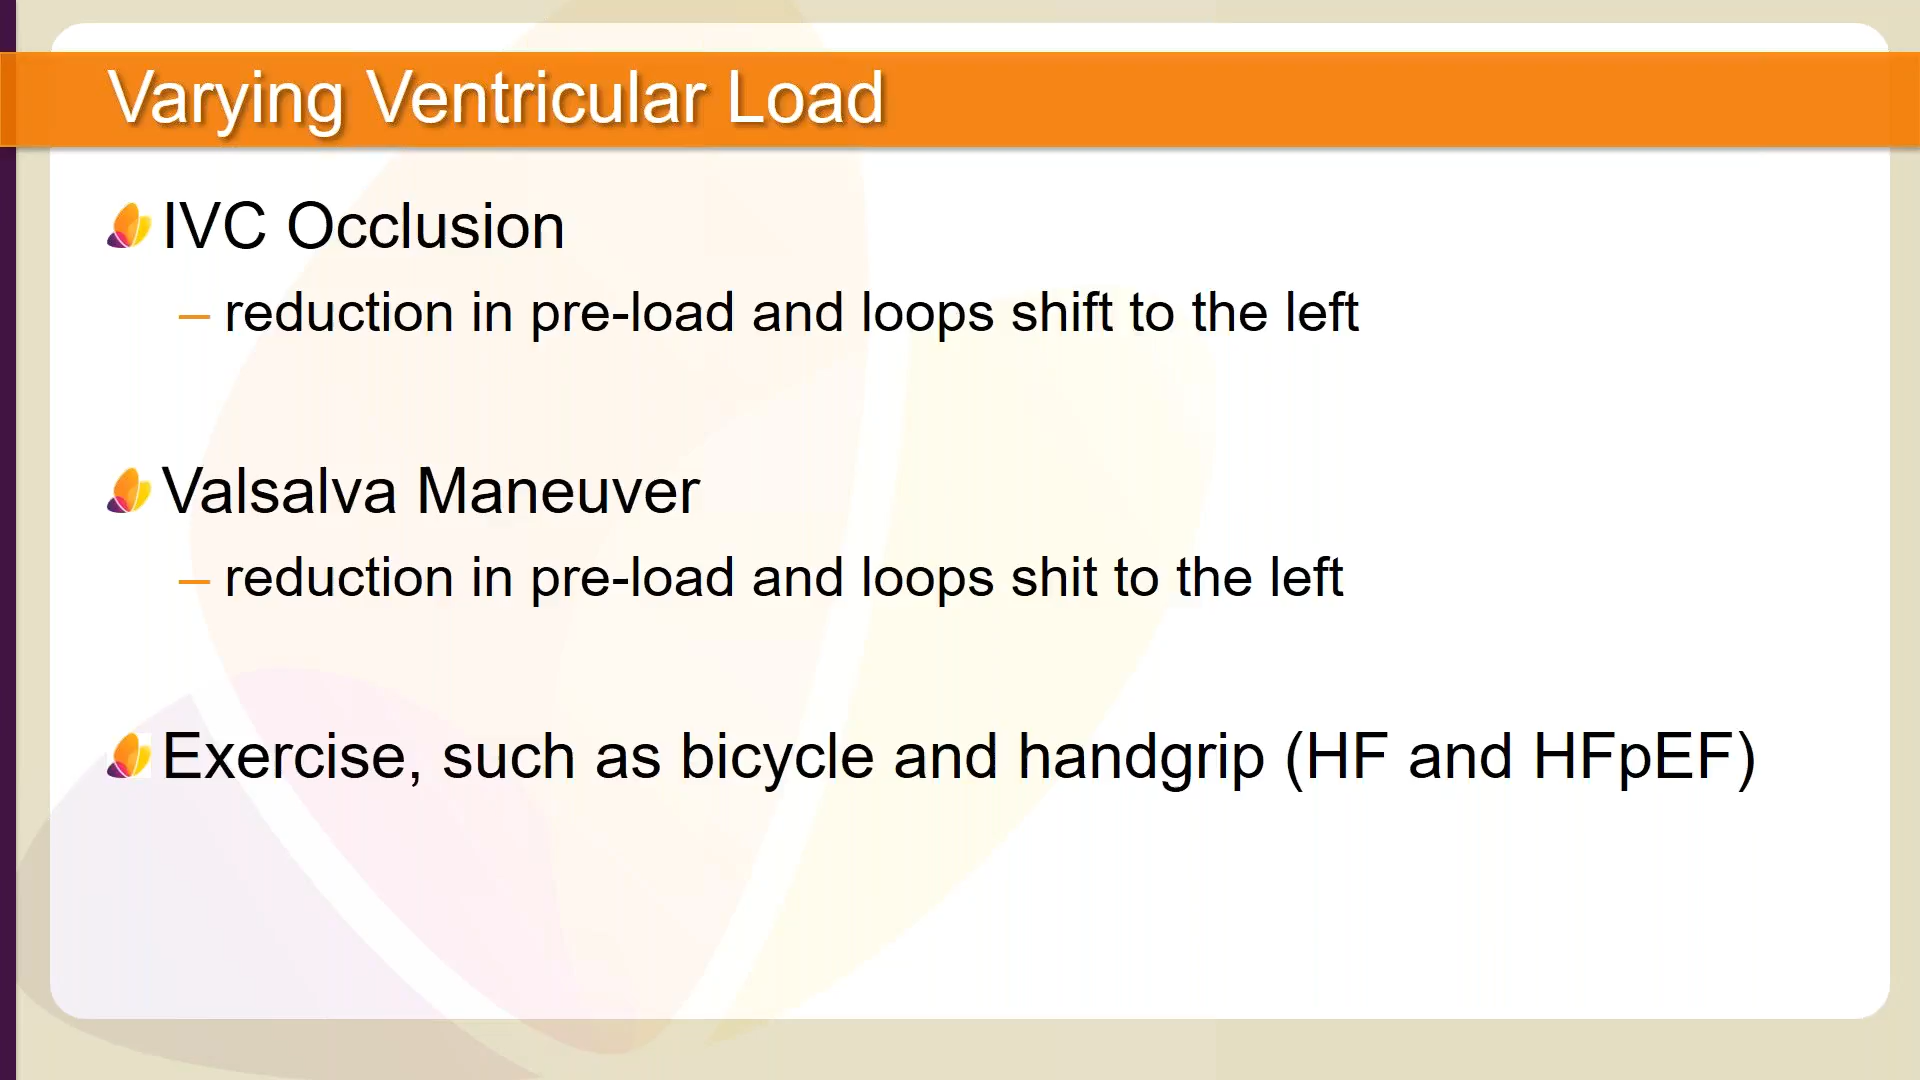 Varying Ventricular Load
IVC Occlusion
– reduction in pre-load and loops shift to the left
Valsalva Maneuver
– reduction in pre-load and loops shit to the left
Exercise, such as bicycle and handgrip (HF and HFpEF)